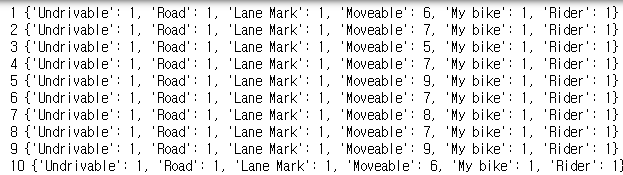 1 {'Undrivable': 1, 'Road': 1, 'Lane Mark': 1, 'Moveable': 6, 'My bike': 1, 'Rider': 1}
2 {'Undrivable': 1, 'Road': 1, 'Lane Mark': 1, 'Moveable': 7, 'My bike': 1, 'Rider': 1}
3 {'Undrivable': 1, 'Road': 1, 'Lane Mark': 1, 'Moveable': 5, 'My bike': 1, 'Rider': 1}
4 {'Undrivable': 1, 'Road': 1, 'Lane Mark': 1, 'Moveable': 7, 'My bike': 1, 'Rider': 1}
5 {'Undrivable': 1, 'Road': 1, 'Lane Mark': 1, 'Moveable': 9, 'My bike': 1, 'Rider': 1}
6 {'Undrivable': 1, 'Road': 1, 'Lane Mark': 1, 'Moveable': 7, 'My bike': 1, 'Rider': 1}
7 {'Undrivable': 1, 'Road': 1, 'Lane Mark': 1, 'Moveable': 8, 'My bike': 1, 'Rider': 1}
8 {'Undrivable': 1, 'Road': 1, 'Lane Mark': 1, 'Moveable': 7, 'My bike': 1, 'Rider': 1}
9 {'Undrivable': 1, 'Road': 1, 'Lane Mark': 1, 'Moveable': 9, 'My bike': 1, 'Rider': 1}
10 {'Undrivable': 1, 'Road': 1, 'Lane Mark': 1, 'Moveable': 6, 'My bike': 1, 'Rider': 1}